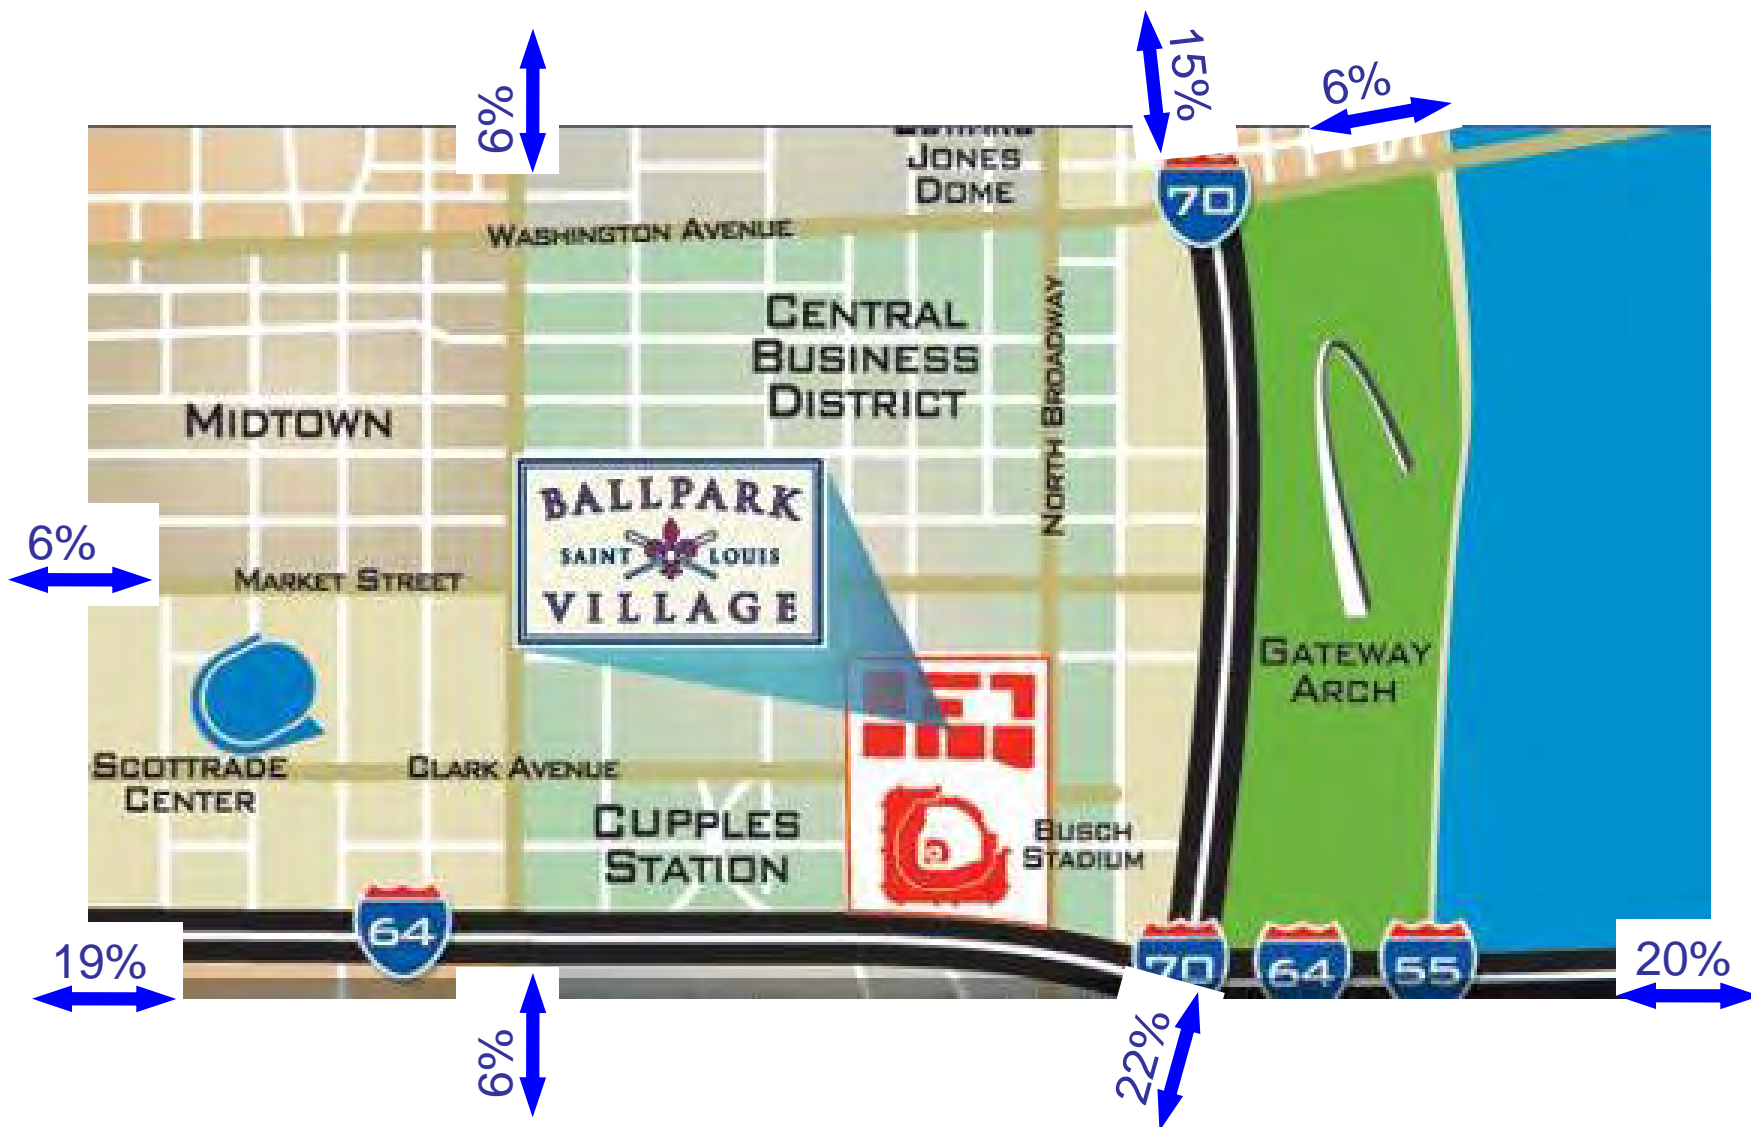 15%
6%
6%
JONES
DOME
70
WASHINGTON AVENUE
CENTRAL
BUSINESS
DISTRICT
NORTH BROADWAY
MIDTOWN
BALLPARK
SAINT LOUIS
VILLAGE
6%
MARKET STREET
GATEWAY
ARCH
SCOTTRADE
CENTER
CLARK AVENUE
CUPPLES
STATION
BUSCH
STADIUM
64
70
64
55
19%
20%
6%
22%